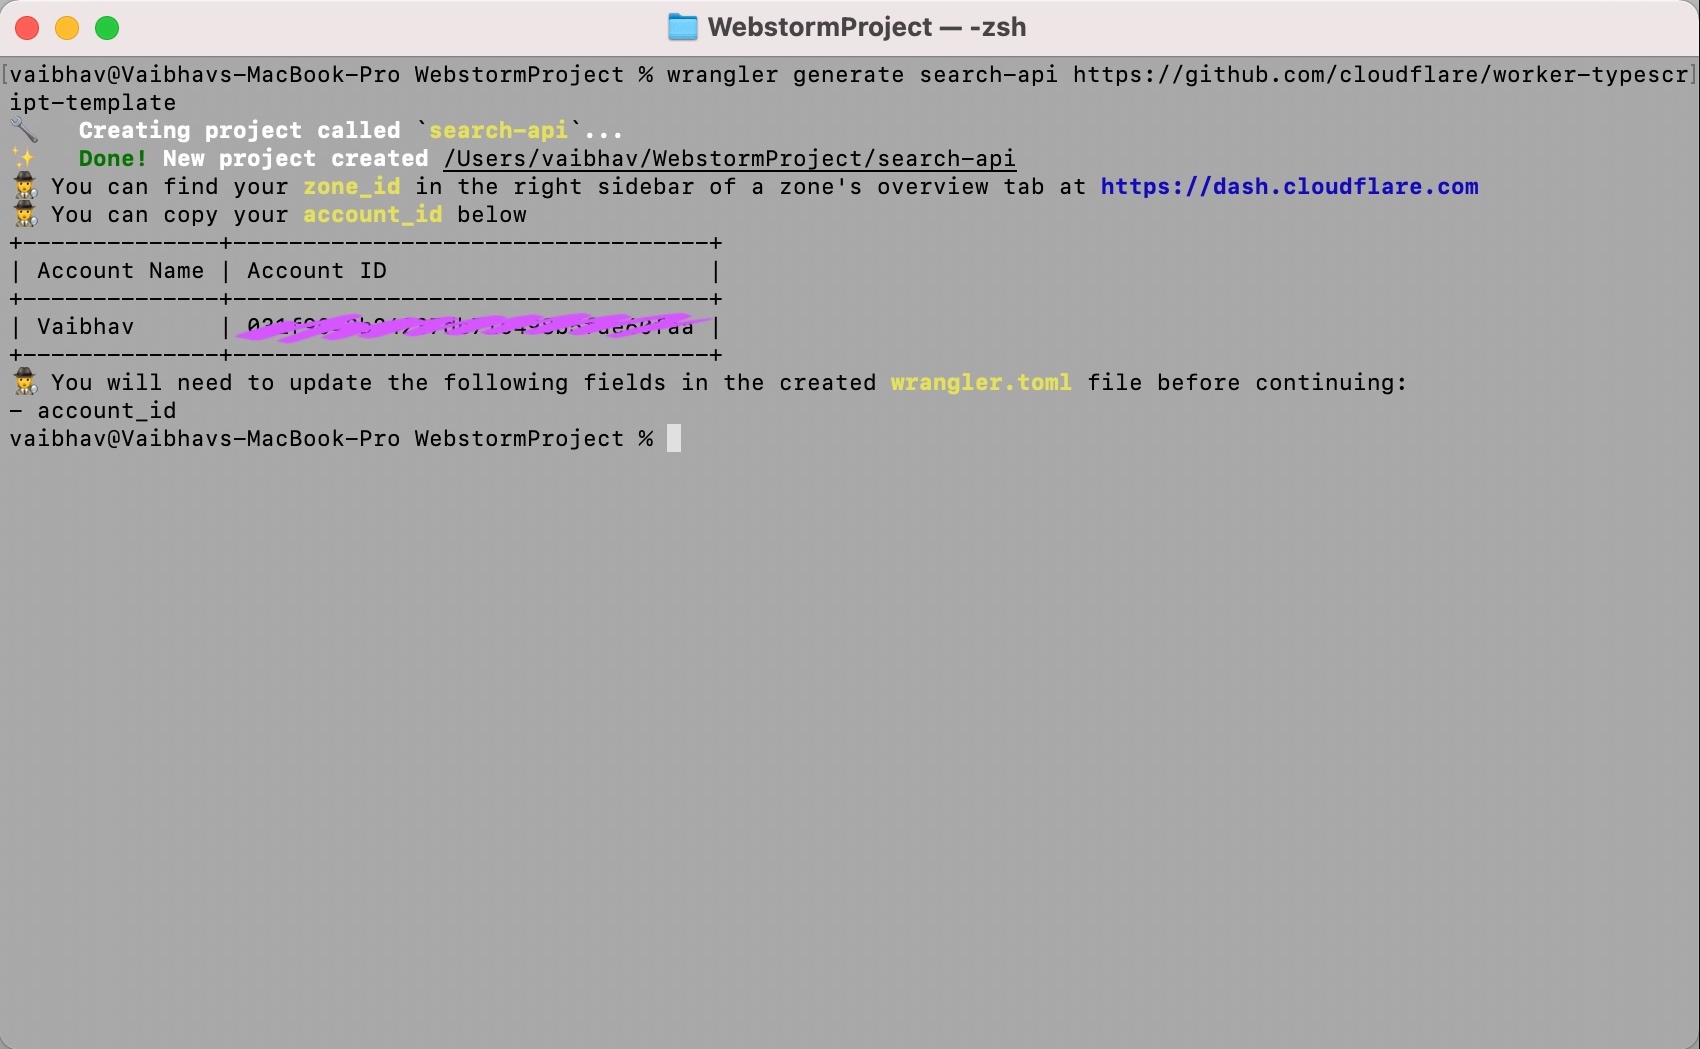 WebstormProject — -zsh
vaibhav@Vaibhavs-MacBook-Pro WebstormProject % wrangler generate search-api https://github.com/cloudflare/worker-typescr
ipt-template
Creating project called `search-api`...
Done! New project created /Users/vaibhav/WebstormProject/search-api
You can find your zone_id in the right sidebar of a zone's overview tab at https://dash.cloudflare.com
You can copy your account_id below
+--------------+----------------------------------+
| Account Name | Account ID |
+--------------+----------------------------------+
| Vaibhav | |
+--------------+----------------------------------+
You will need to update the following fields in the created wrangler.toml file before continuing:
- account_id
vaibhav@Vaibhavs-MacBook-Pro WebstormProject %